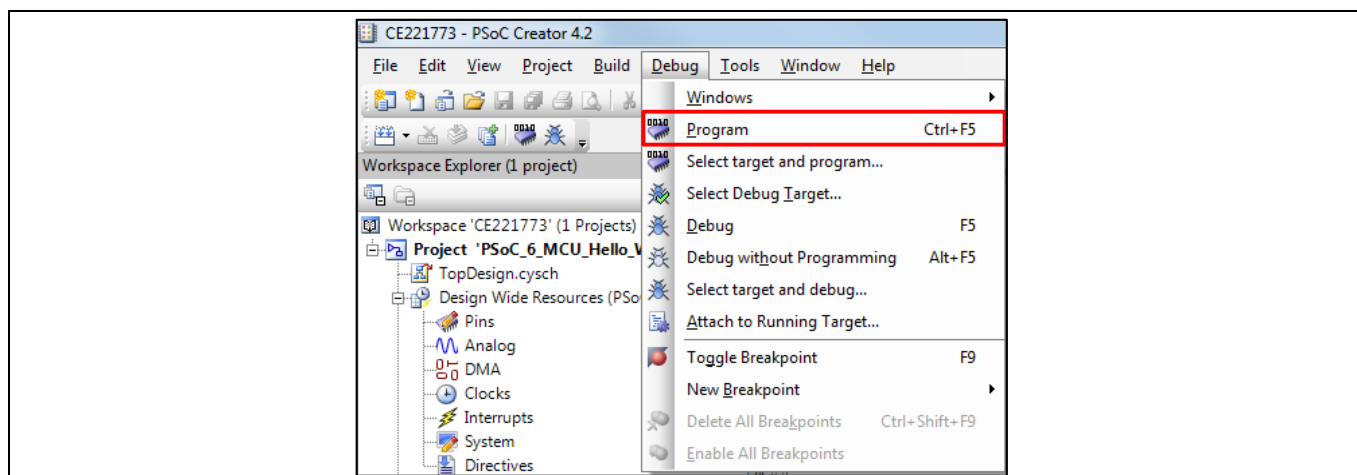 CE221773 - PSoC Creator 4.2
File Edit View Project Build Debug Tools Window Help
Windows
Program Ctrl+F5
Workspace Explorer (1 project)
Select target and program...
Select Debug Target...
Workspace 'CE221773' (1 Projects)
Debug F5
Project 'PSoC_6_MCU_Hello_
Debug without Programming Alt+F5
TopDesign.cysch
Select target and debug...
Design Wide Resources (PSo
Pins
Attach to Running Target...
Analog
Toggle Breakpoint F9
DMA
New Breakpoint
Clocks
Interrupts
Delete All Breakpoints Ctrl+Shift+F9
System
Enable All Breakpoints
Directives